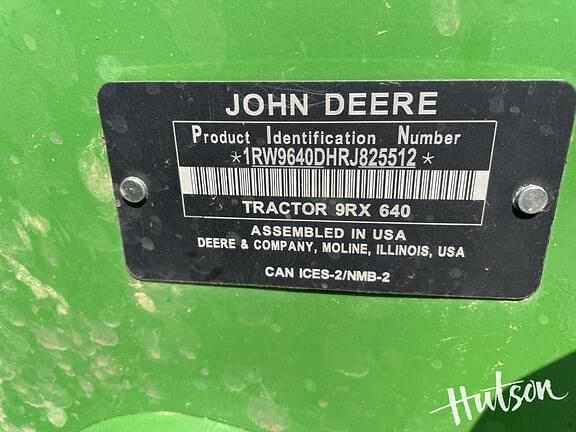 JOHN DEERE
Product Identification Number
*1RW9640DHRJ825512*
TRACTOR 9RX 640
ASSEMBLED IN USA
DEERE & COMPANY, MOLINE, ILLINOIS, USA
CAN ICES-2/NMB-2
Hutson